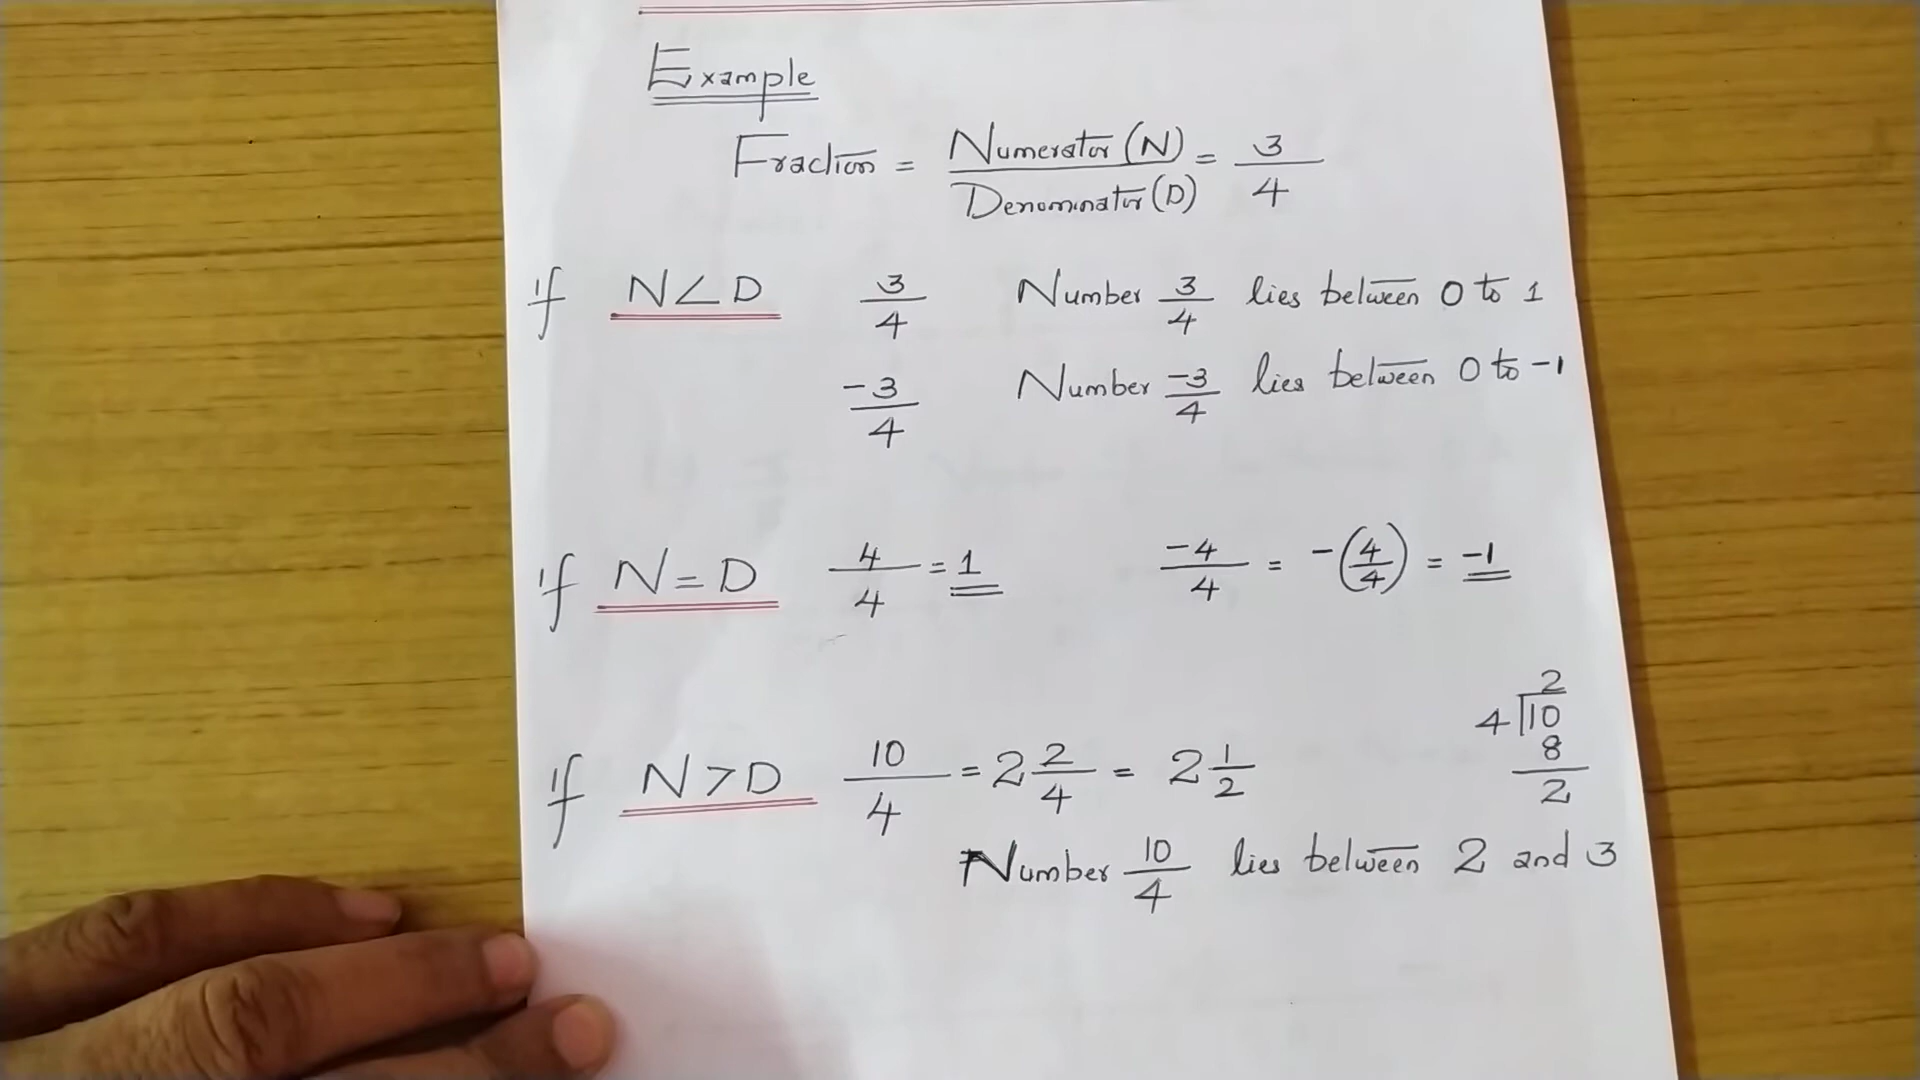 Example
Fraction = Numerator (N) / Denominator (D) = 3/4
if N < D 3/4 Number 3/4 lies between 0 to 1
-3/4 Number -3/4 lies between 0 to -1
if N = D 4/4 = 1 -4/4 = -(4/4) = -1
if N > D 10/4 = 2 2/4 = 2 1/2
2
4 10
8
2
Number 10/4 lies between 2 and 3